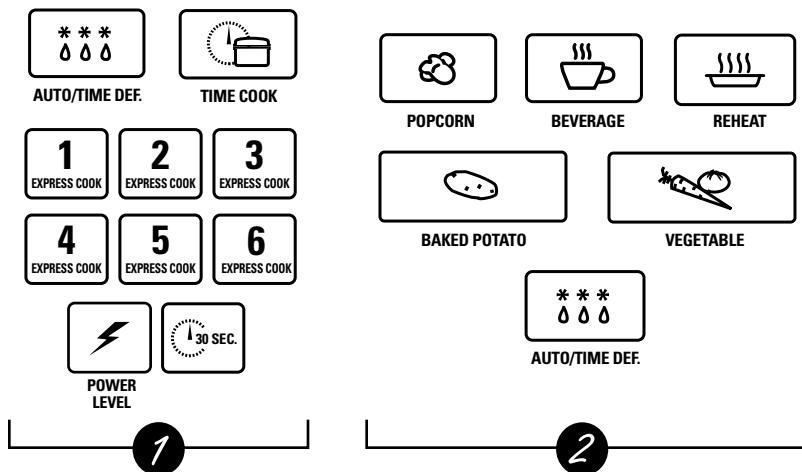 AUTO/TIME DEF.
TIME COOK
1
EXPRESS COOK
2
EXPRESS COOK
3
EXPRESS COOK
4
EXPRESS COOK
5
EXPRESS COOK
6
EXPRESS COOK
30 SEC.
POWER
LEVEL
1
POPCORN
BEVERAGE
REHEAT
BAKED POTATO
VEGETABLE
AUTO/TIME DEF.
2